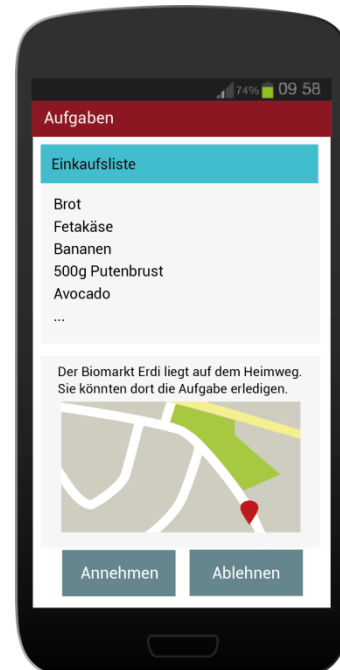 74% 09 58
Aufgaben
Einkaufsliste
Brot
Fetakäse
Bananen
500g Putenbrust
Avocado
...
Der Biomarkt Erdi liegt auf dem Heimweg.
Sie könnten dort die Aufgabe erledigen.
Annehmen Ablehnen